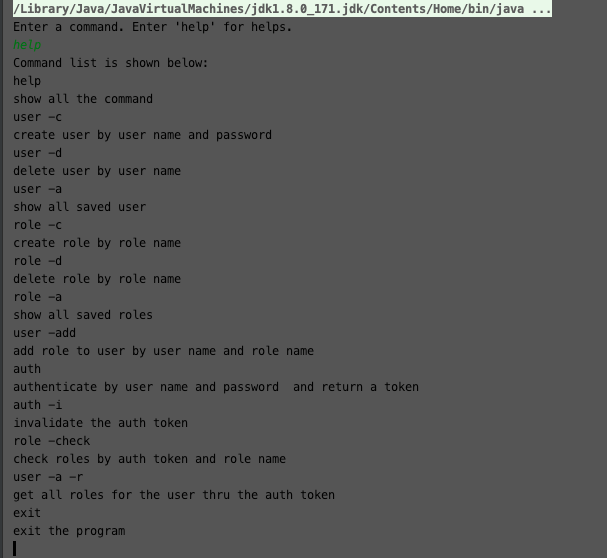 /Library/Java/JavaVirtualMachines/jdk1.8.0_171.jdk/Contents/Home/bin/java ...
Enter a command. Enter 'help' for helps.
help
Command list is shown below:
help
show all the command
user -c
create user by user name and password
user -d
delete user by user name
user -a
show all saved user
role -c
create role by role name
role -d
delete role by role name
role -a
show all saved roles
user -add
add role to user by user name and role name
auth
authenticate by user name and password  and return a token
auth -i
invalidate the auth token
role -check
check roles by auth token and role name
user -a -r
get all roles for the user thru the auth token
exit
exit the program